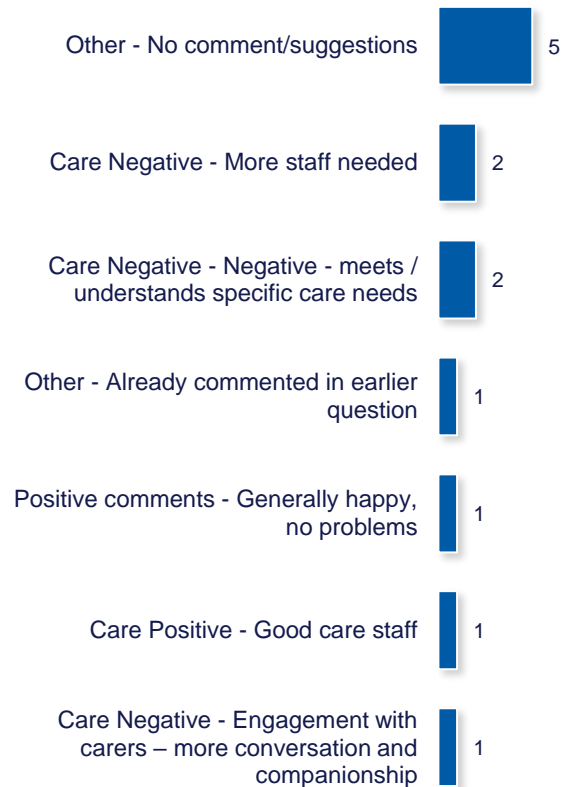 Other - No comment/suggestions
5
Care Negative - More staff needed
2
Care Negative - Negative - meets /
understands specific care needs
2
Other - Already commented in earlier
question
1
Positive comments - Generally happy,
no problems
1
Care Positive - Good care staff
1
Care Negative - Engagement with
carers – more conversation and
companionship
1